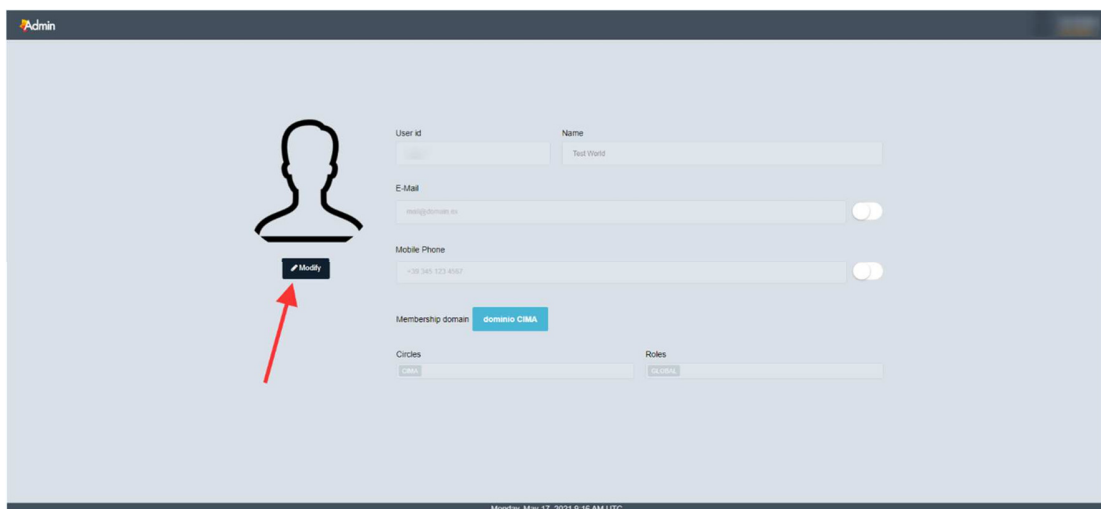 Admin
User id
Name
Test World
E-Mail
mail@domain.xx
Mobile Phone
+39 345 123 4567
Modify
Membership domain
dominio CIMA
Circles
Roles
CIMA
GLOBAL
Monday, May 17, 2021 9:16 AM UTC